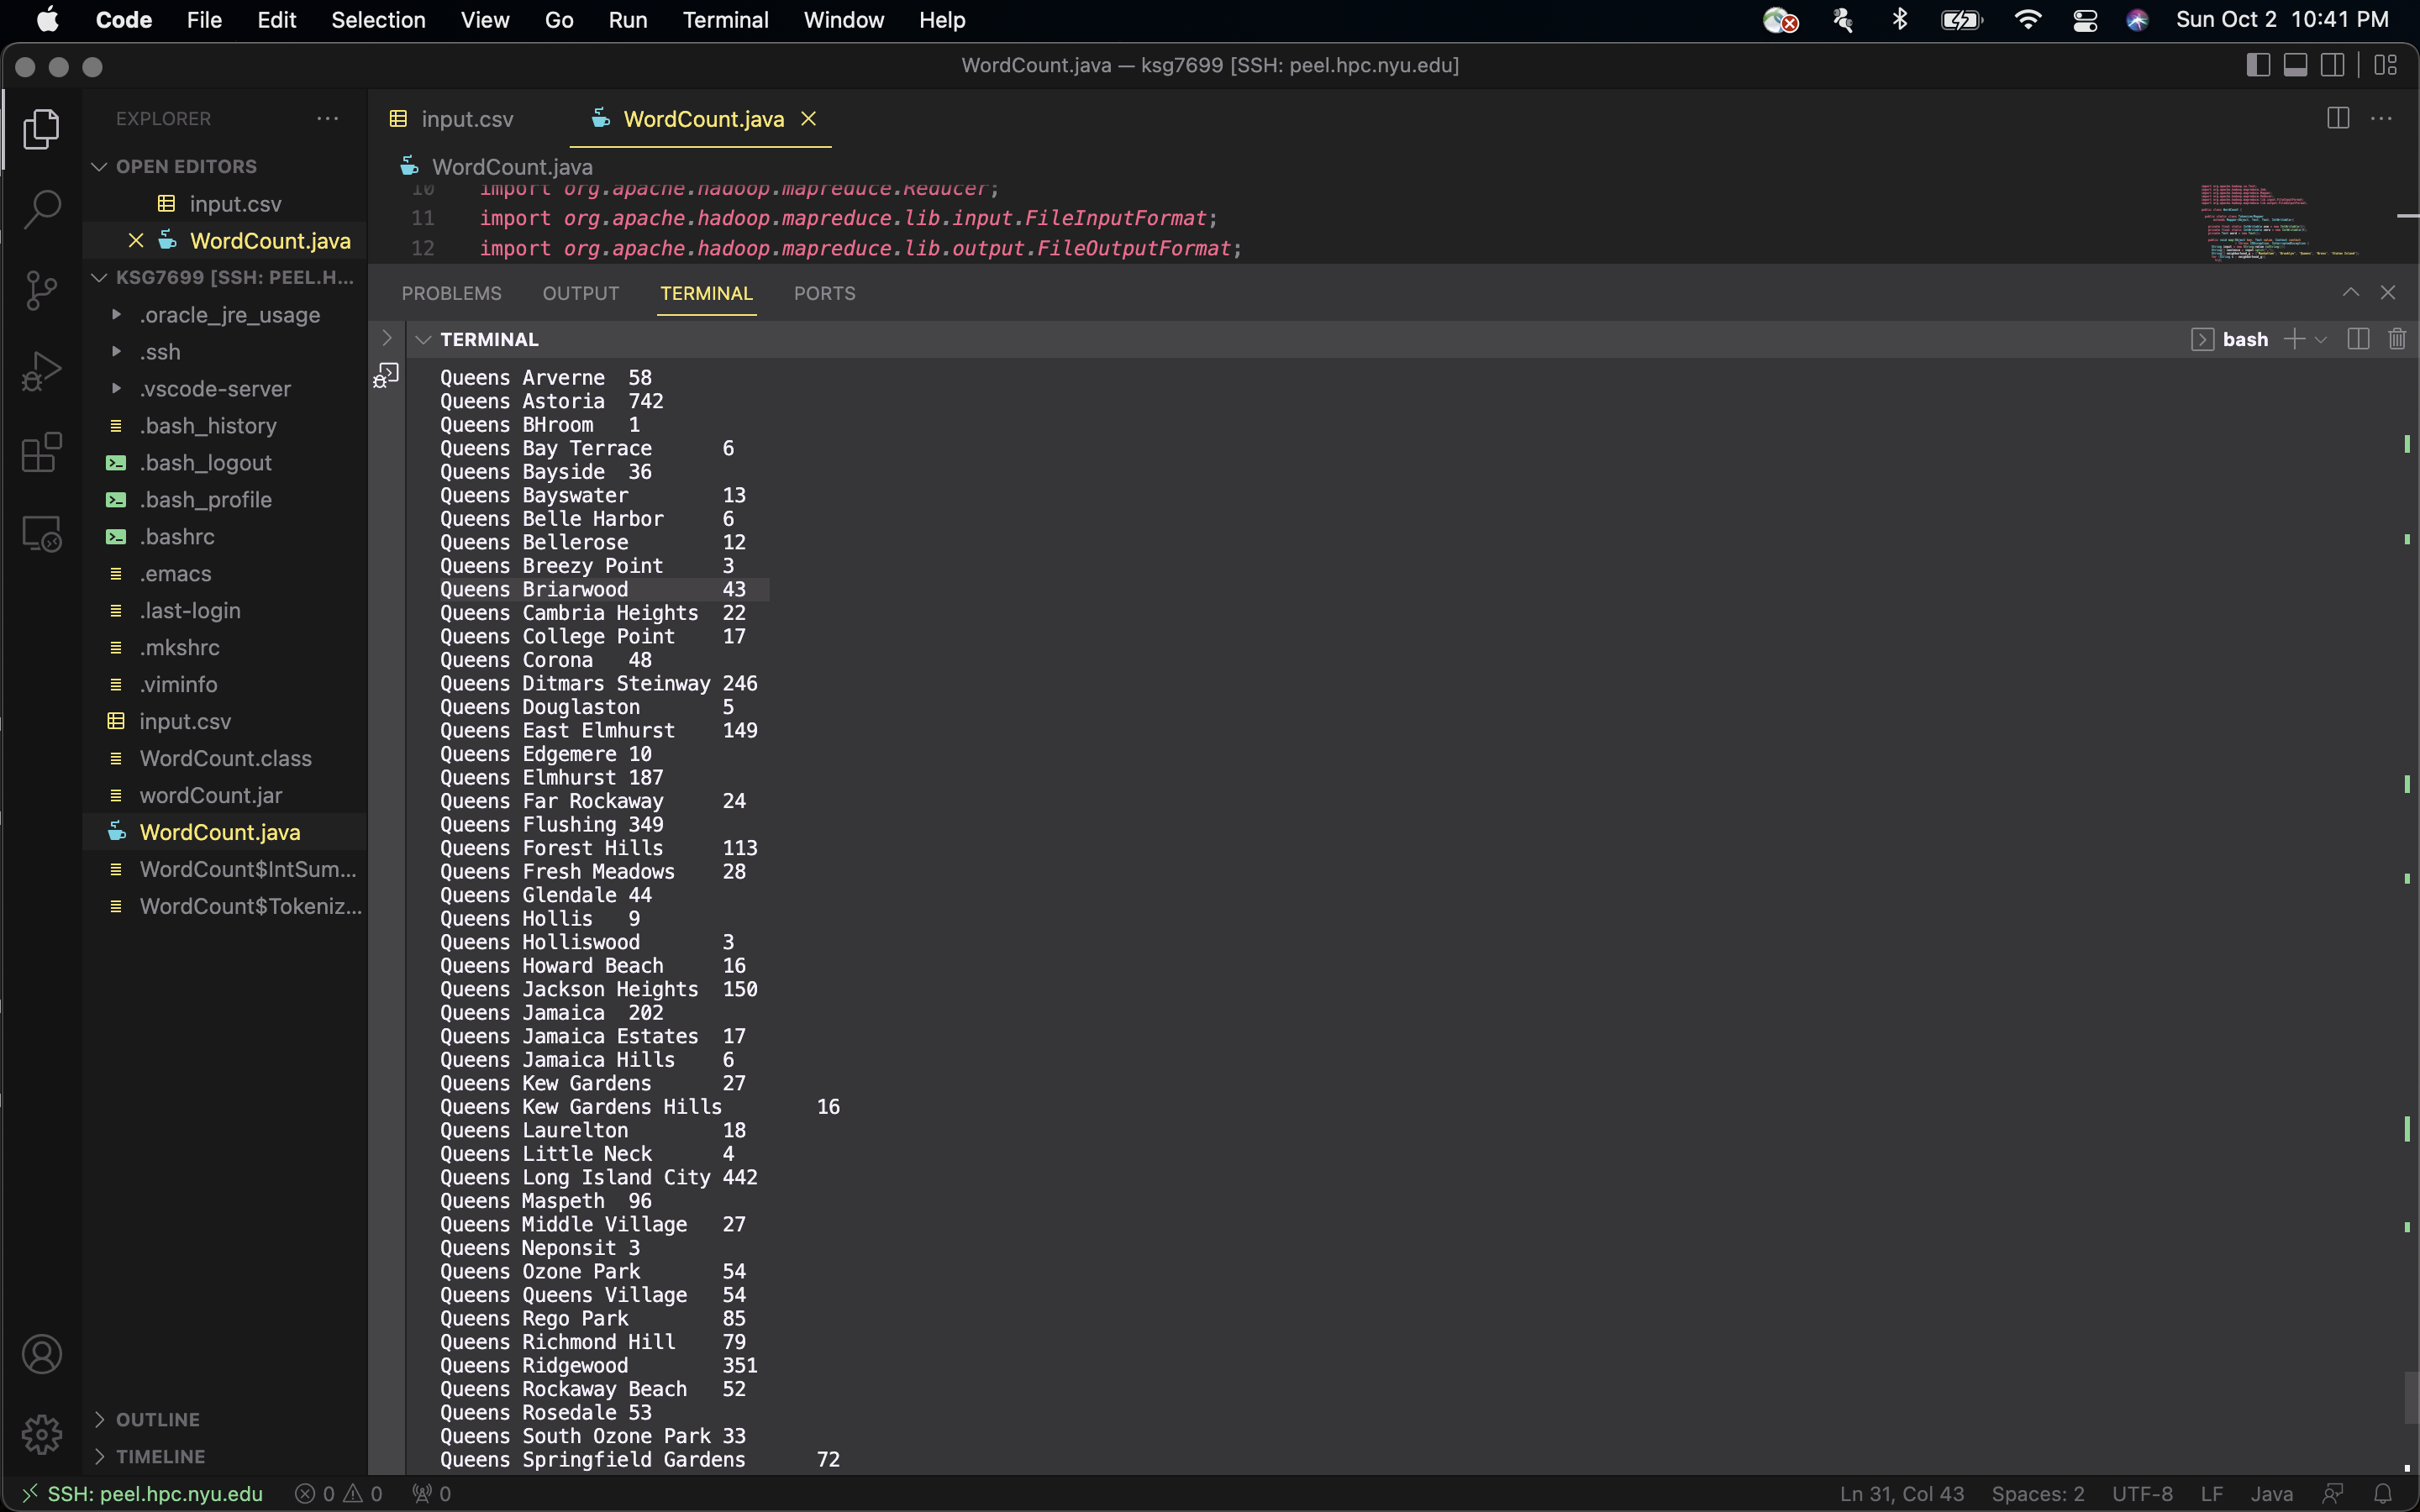 Code File Edit Selection View Go Run Terminal Window Help Sun Oct 2 10:41 PM
WordCount.java — ksg7699 [SSH: peel.hpc.nyu.edu]
EXPLORER
OPEN EDITORS
input.csv
WordCount.java
KSG7699 [SSH: PEEL.H...
.oracle_jre_usage
.ssh
.vscode-server
.bash_history
.bash_logout
.bash_profile
.bashrc
.emacs
.last-login
.mkshrc
.viminfo
input.csv
WordCount.class
wordCount.jar
WordCount.java
WordCount$IntSum...
WordCount$Tokeniz...
OUTLINE
TIMELINE
input.csv WordCount.java
WordCount.java
10 import org.apache.hadoop.mapreduce.Reducer;
11 import org.apache.hadoop.mapreduce.lib.input.FileInputFormat;
12 import org.apache.hadoop.mapreduce.lib.output.FileOutputFormat;
PROBLEMS OUTPUT TERMINAL PORTS
TERMINAL bash
Queens Arverne 58
Queens Astoria 742
Queens BHroom 1
Queens Bay Terrace 6
Queens Bayside 36
Queens Bayswater 13
Queens Belle Harbor 6
Queens Bellerose 12
Queens Breezy Point 3
Queens Briarwood 43
Queens Cambria Heights 22
Queens College Point 17
Queens Corona 48
Queens Ditmars Steinway 246
Queens Douglaston 5
Queens East Elmhurst 149
Queens Edgemere 10
Queens Elmhurst 187
Queens Far Rockaway 24
Queens Flushing 349
Queens Forest Hills 113
Queens Fresh Meadows 28
Queens Glendale 44
Queens Hollis 9
Queens Holliswood 3
Queens Howard Beach 16
Queens Jackson Heights 150
Queens Jamaica 202
Queens Jamaica Estates 17
Queens Jamaica Hills 6
Queens Kew Gardens 27
Queens Kew Gardens Hills 16
Queens Laurelton 18
Queens Little Neck 4
Queens Long Island City 442
Queens Maspeth 96
Queens Middle Village 27
Queens Neponsit 3
Queens Ozone Park 54
Queens Queens Village 54
Queens Rego Park 85
Queens Richmond Hill 79
Queens Ridgewood 351
Queens Rockaway Beach 52
Queens Rosedale 53
Queens South Ozone Park 33
Queens Springfield Gardens 72
SSH: peel.hpc.nyu.edu 0 0 0 Ln 31, Col 43 Spaces: 2 UTF-8 LF Java